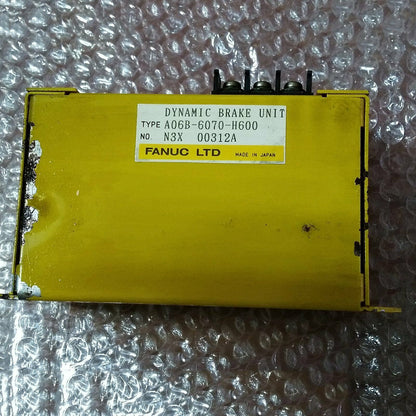 DYNAMIC BRAKE UNIT
TYPE A06B-6070-H600
NO. N3X 00312A
FANUC LTD MADE IN JAPAN